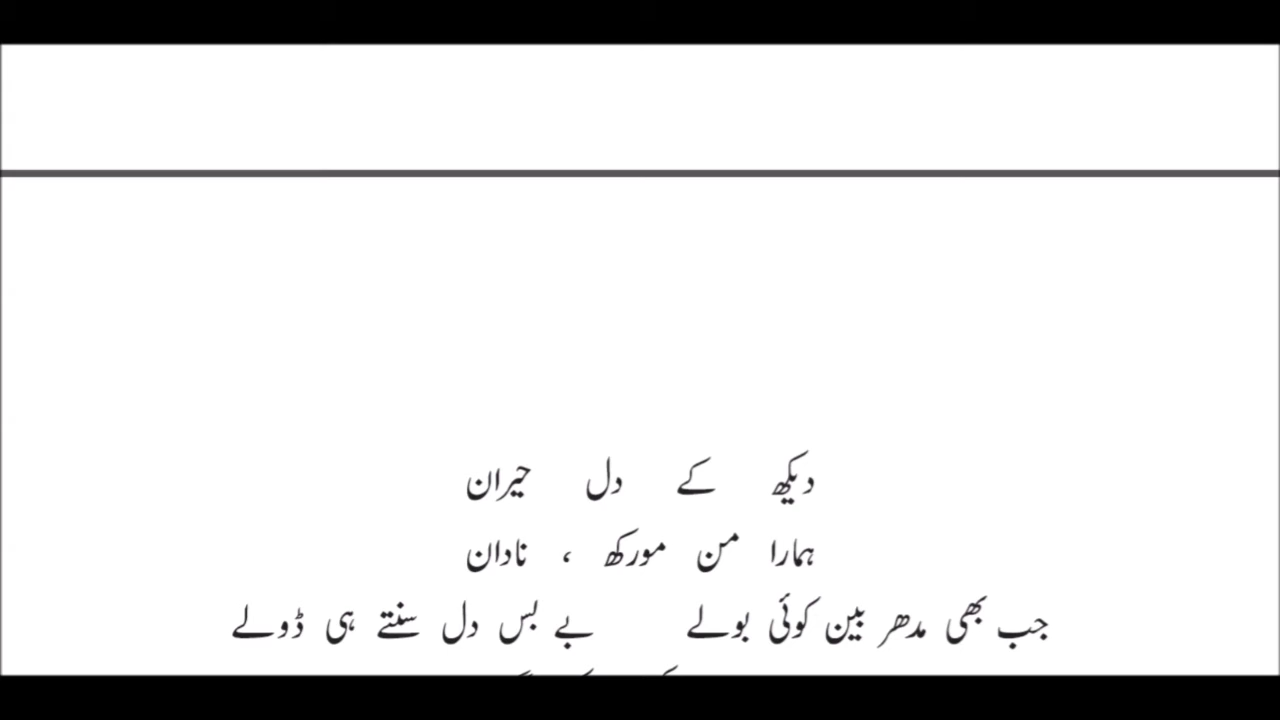 دیکھ کے دل حیران
ہمارا من مورکھ ، نادان
جب بھی مدھر بین کوئی بولے بے بس دل سنتے ہی ڈولے